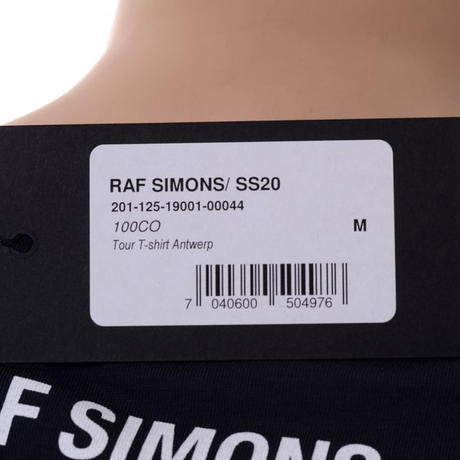 RAF SIMONS/ SS20
201-125-19001-00044
100CO M
Tour T-shirt Antwerp
7 040600 504976
F SIMONS